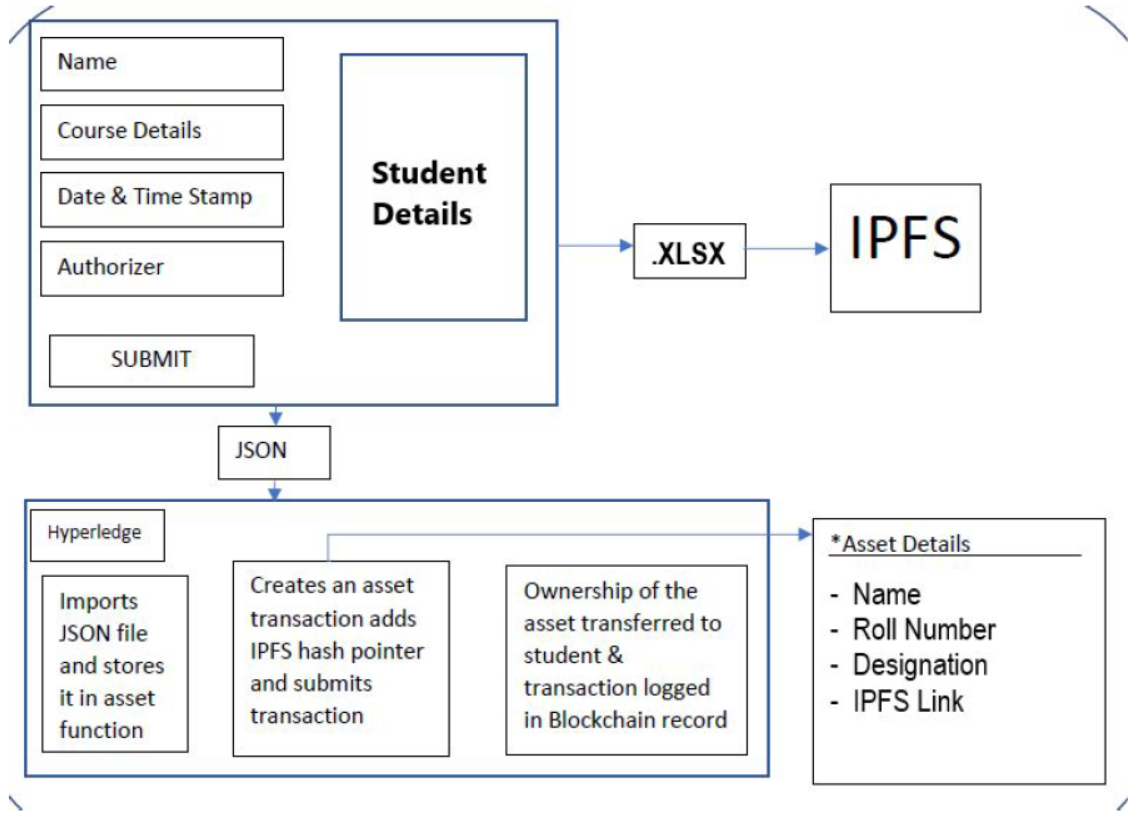 Name
Course Details
Date & Time Stamp
Authorizer
SUBMIT
Student
Details
.XLSX
IPFS
JSON
Hyperledge
Imports
JSON file
and stores
it in asset
function
Creates an asset
transaction adds
IPFS hash pointer
and submits
transaction
Ownership of the
asset transferred to
student &
transaction logged
in Blockchain record
*Asset Details
- Name
- Roll Number
- Designation
- IPFS Link